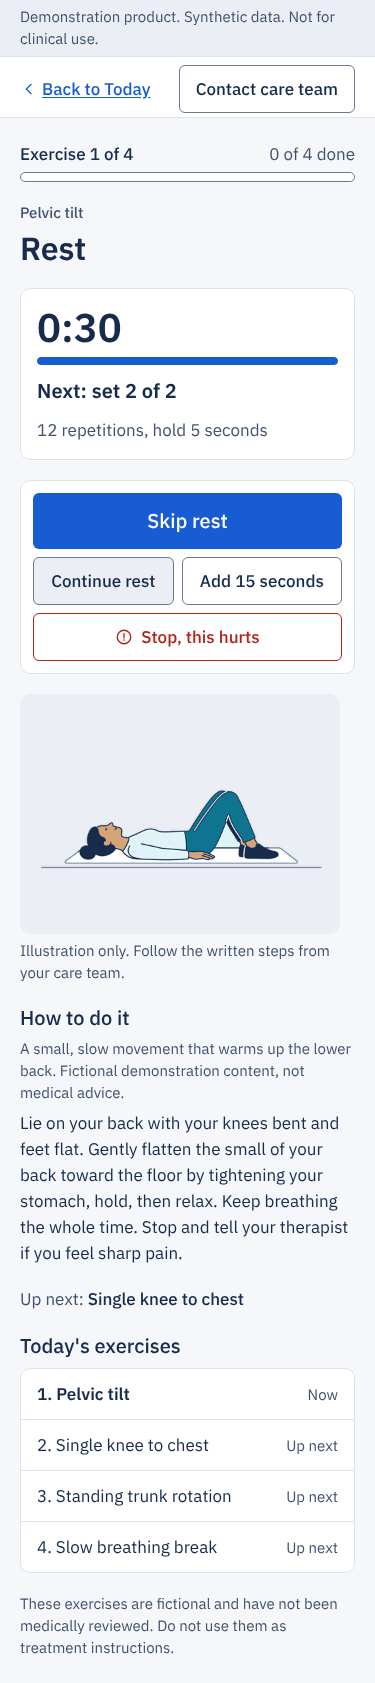 Demonstration product. Synthetic data. Not for
clinical use.
Back to Today
Contact care team
Exercise 1 of 4
0 of 4 done
Pelvic tilt
Rest
0:30
Next: set 2 of 2
12 repetitions, hold 5 seconds
Skip rest
Continue rest
Add 15 seconds
Stop, this hurts
Illustration only. Follow the written steps from
your care team.
How to do it
A small, slow movement that warms up the lower
back. Fictional demonstration content, not
medical advice.
Lie on your back with your knees bent and
feet flat. Gently flatten the small of your
back toward the floor by tightening your
stomach, hold, then relax. Keep breathing
the whole time. Stop and tell your therapist
if you feel sharp pain.
Up next: Single knee to chest
Today's exercises
1. Pelvic tilt
Now
2. Single knee to chest
Up next
3. Standing trunk rotation
Up next
4. Slow breathing break
Up next
These exercises are fictional and have not been
medically reviewed. Do not use them as
treatment instructions.